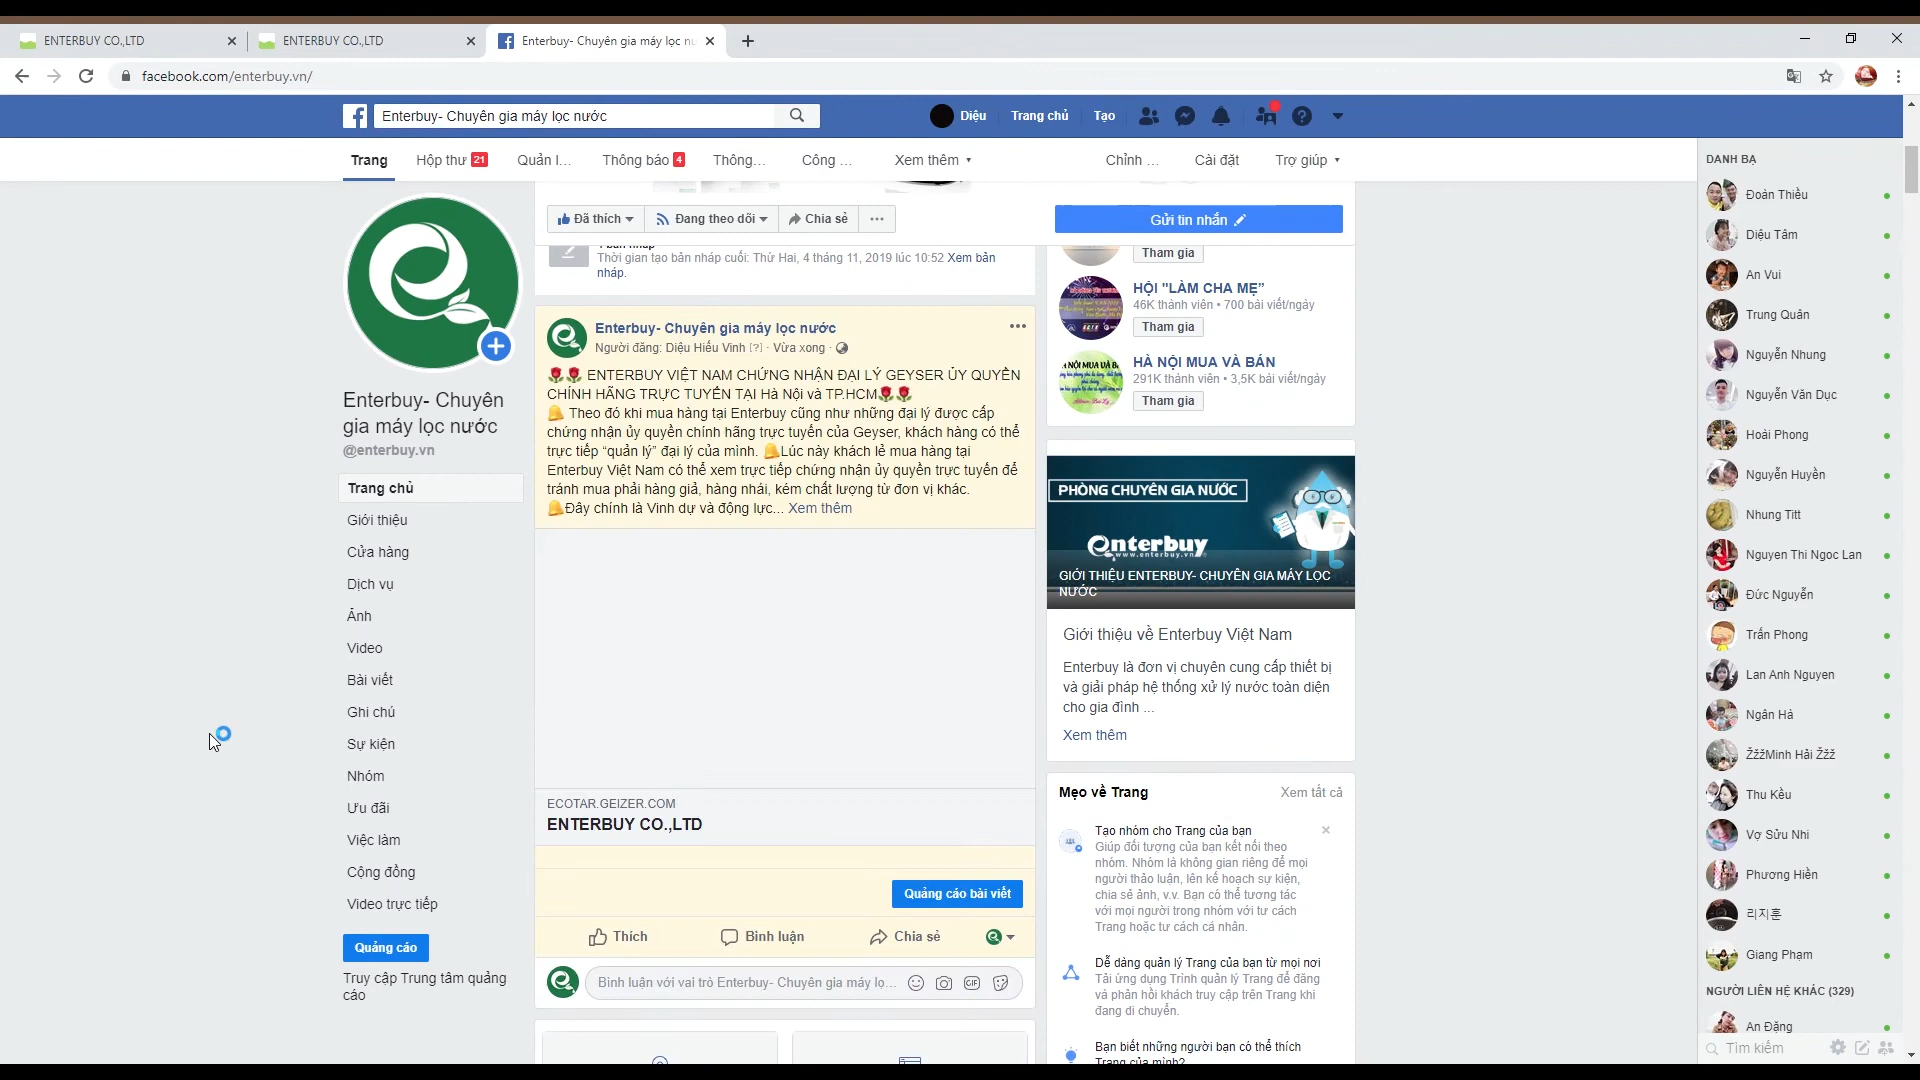 ENTERBUY CO.,LTD
ENTERBUY CO.,LTD
Enterbuy- Chuyên gia máy lọc nư
facebook.com/enterbuy.vn/
Enterbuy- Chuyên gia máy lọc nước
Diệu
Trang chủ
Tạo
Trang
Hộp thư 21
Quản l...
Thông báo 4
Thông...
Công ...
Xem thêm
Chỉnh ...
Cài đặt
Trợ giúp
Enterbuy- Chuyên
gia máy lọc nước
@enterbuy.vn
Trang chủ
Giới thiệu
Cửa hàng
Dịch vụ
Ảnh
Video
Bài viết
Ghi chú
Sự kiện
Nhóm
Ưu đãi
Việc làm
Cộng đồng
Video trực tiếp
Quảng cáo
Truy cập Trung tâm quảng
cáo
Đã thích
Đang theo dõi
Chia sẻ
Gửi tin nhắn
1 bản nháp
Thời gian tạo bản nháp cuối: Thứ Hai, 4 tháng 11, 2019 lúc 10:52 Xem bản
nháp.
Enterbuy- Chuyên gia máy lọc nước
Người đăng: Diệu Hiếu Vinh [?] · Vừa xong ·
🌹🌹 ENTERBUY VIỆT NAM CHỨNG NHẬN ĐẠI LÝ GEYSER ỦY QUYỀN
CHÍNH HÃNG TRỰC TUYẾN TẠI Hà Nội và TP.HCM🌹🌹
🔔 Theo đó khi mua hàng tại Enterbuy cũng như những đại lý được cấp
chứng nhận ủy quyền chính hãng trực tuyến của Geyser, khách hàng có thể
trực tiếp “quản lý” đại lý của mình. 🔔Lúc này khách lẻ mua hàng tại
Enterbuy Việt Nam có thể xem trực tiếp chứng nhận ủy quyền trực tuyến để
tránh mua phải hàng giả, hàng nhái, kém chất lượng từ đơn vị khác.
🔔Đây chính là Vinh dự và động lực... Xem thêm
ECOTAR.GEIZER.COM
ENTERBUY CO.,LTD
Quảng cáo bài viết
Thích
Bình luận
Chia sẻ
Bình luận với vai trò Enterbuy- Chuyên gia máy lọ...
GIF
Tham gia
HỘI "LÀM CHA MẸ”
46K thành viên • 700 bài viết/ngày
Tham gia
HÀ NỘI MUA VÀ BÁN
291K thành viên • 3,5K bài viết/ngày
Tham gia
PHÒNG CHUYÊN GIA NƯỚC
enterbuy
www.enterbuy.vn
GIỚI THIỆU ENTERBUY- CHUYÊN GIA MÁY LỌC
NƯỚC
Giới thiệu về Enterbuy Việt Nam
Enterbuy là đơn vị chuyên cung cấp thiết bị
và giải pháp hệ thống xử lý nước toàn diện
cho gia đình ...
Xem thêm
Mẹo về Trang
Xem tất cả
Tạo nhóm cho Trang của bạn
Giúp đối tượng của bạn kết nối theo
nhóm. Nhóm là không gian riêng để mọi
người thảo luận, lên kế hoạch sự kiện,
chia sẻ ảnh, v.v. Bạn có thể tương tác
với mọi người trong nhóm với tư cách
Trang hoặc tư cách cá nhân.
Dễ dàng quản lý Trang của bạn từ mọi nơi
Tải ứng dụng Trình quản lý Trang để đăng
và phản hồi khách truy cập trên Trang khi
đang di chuyển.
Bạn biết những người bạn có thể thích
Trang của mình?
DANH BẠ
Đoàn Thiều
Diệu Tâm
An Vui
Trung Quân
Nguyễn Nhung
Nguyễn Văn Dục
Hoài Phong
Nguyễn Huyền
Nhung Titt
Nguyen Thi Ngoc Lan
Đức Nguyễn
Trấn Phong
Lan Anh Nguyen
Ngân Hà
ŽžžMinh Hải Žžž
Thu Kều
Vợ Sửu Nhi
Phương Hiền
리지훈
Giang Phạm
NGƯỜI LIÊN HỆ KHÁC (329)
An Đặng
Tìm kiếm